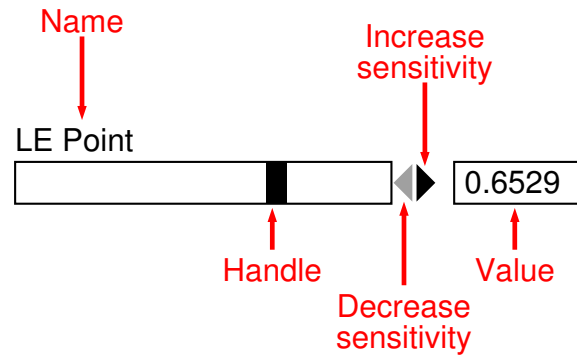 Name
Increase
sensitivity
LE Point
0.6529
Handle
Decrease
sensitivity
Value